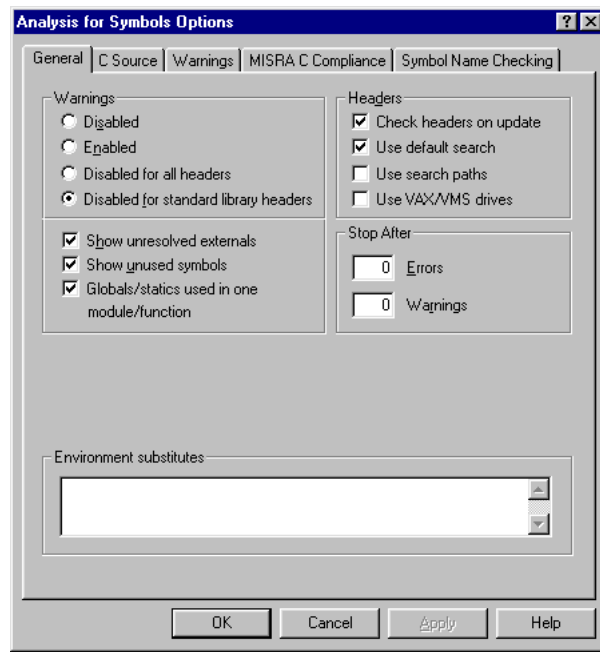 Analysis for Symbols Options
General C Source Warnings MISRA C Compliance Symbol Name Checking
Warnings
Disabled
Enabled
Disabled for all headers
Disabled for standard library headers
Show unresolved externals
Show unused symbols
Globals/statics used in one
module/function
Headers
Check headers on update
Use default search
Use search paths
Use VAX/VMS drives
Stop After
0 Errors
0 Warnings
Environment substitutes
OK Cancel Apply Help